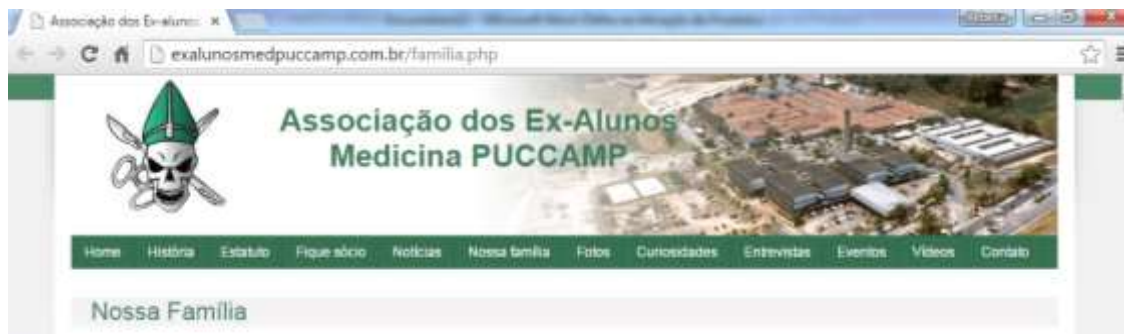 Associação dos Ex-alunos
exalunosmedpuccamp.com.br/familia.php
Associação dos Ex-Alunos
Medicina PUCCAMP
Home História Estatuto Fique sócio Notícias Nossa família Fotos Curiosidades Entrevistas Eventos Vídeos Contato
Nossa Família